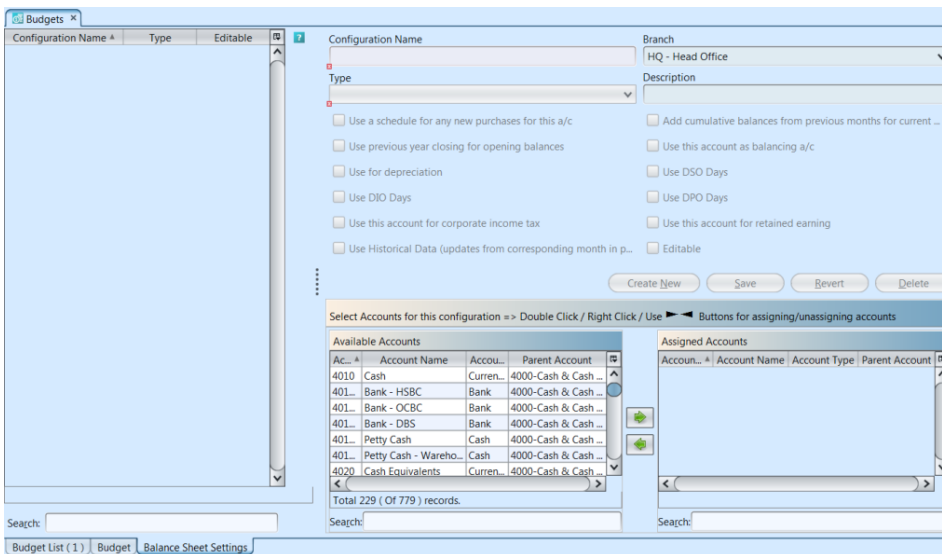 Budgets ×
Configuration Name Type Editable
?
Configuration Name Branch
HQ - Head Office
Type Description
Use a schedule for any new purchases for this a/c Add cumulative balances from previous months for current ...
Use previous year closing for opening balances Use this account as balancing a/c
Use for depreciation Use DSO Days
Use DIO Days Use DPO Days
Use this account for corporate income tax Use this account for retained earning
Use Historical Data (updates from corresponding month in p... Editable
Create New Save Revert Delete
Select Accounts for this configuration => Double Click / Right Click / Use Buttons for assigning/unassigning accounts
Available Accounts Assigned Accounts
Ac... Account Name Accou... Parent Account Accoun... Account Name Account Type Parent Account
4010 Cash Curren... 4000-Cash & Cash ...
401... Bank - HSBC Bank 4000-Cash & Cash ...
401... Bank - OCBC Bank 4000-Cash & Cash ...
401... Bank - DBS Bank 4000-Cash & Cash ...
401... Petty Cash Cash 4000-Cash & Cash ...
401... Petty Cash - Wareho... Cash 4000-Cash & Cash ...
4020 Cash Equivalents Curren... 4000-Cash & Cash ...
Total 229 ( Of 779 ) records.
Search: Search: Search:
Budget List ( 1 ) Budget Balance Sheet Settings